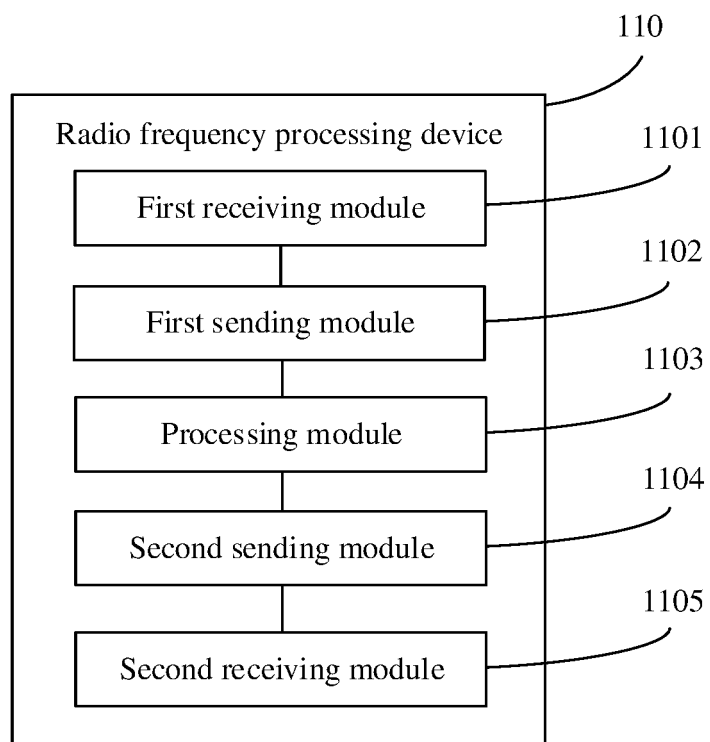 110
Radio frequency processing device
1101
First receiving module
1102
First sending module
1103
Processing module
1104
Second sending module
1105
Second receiving module